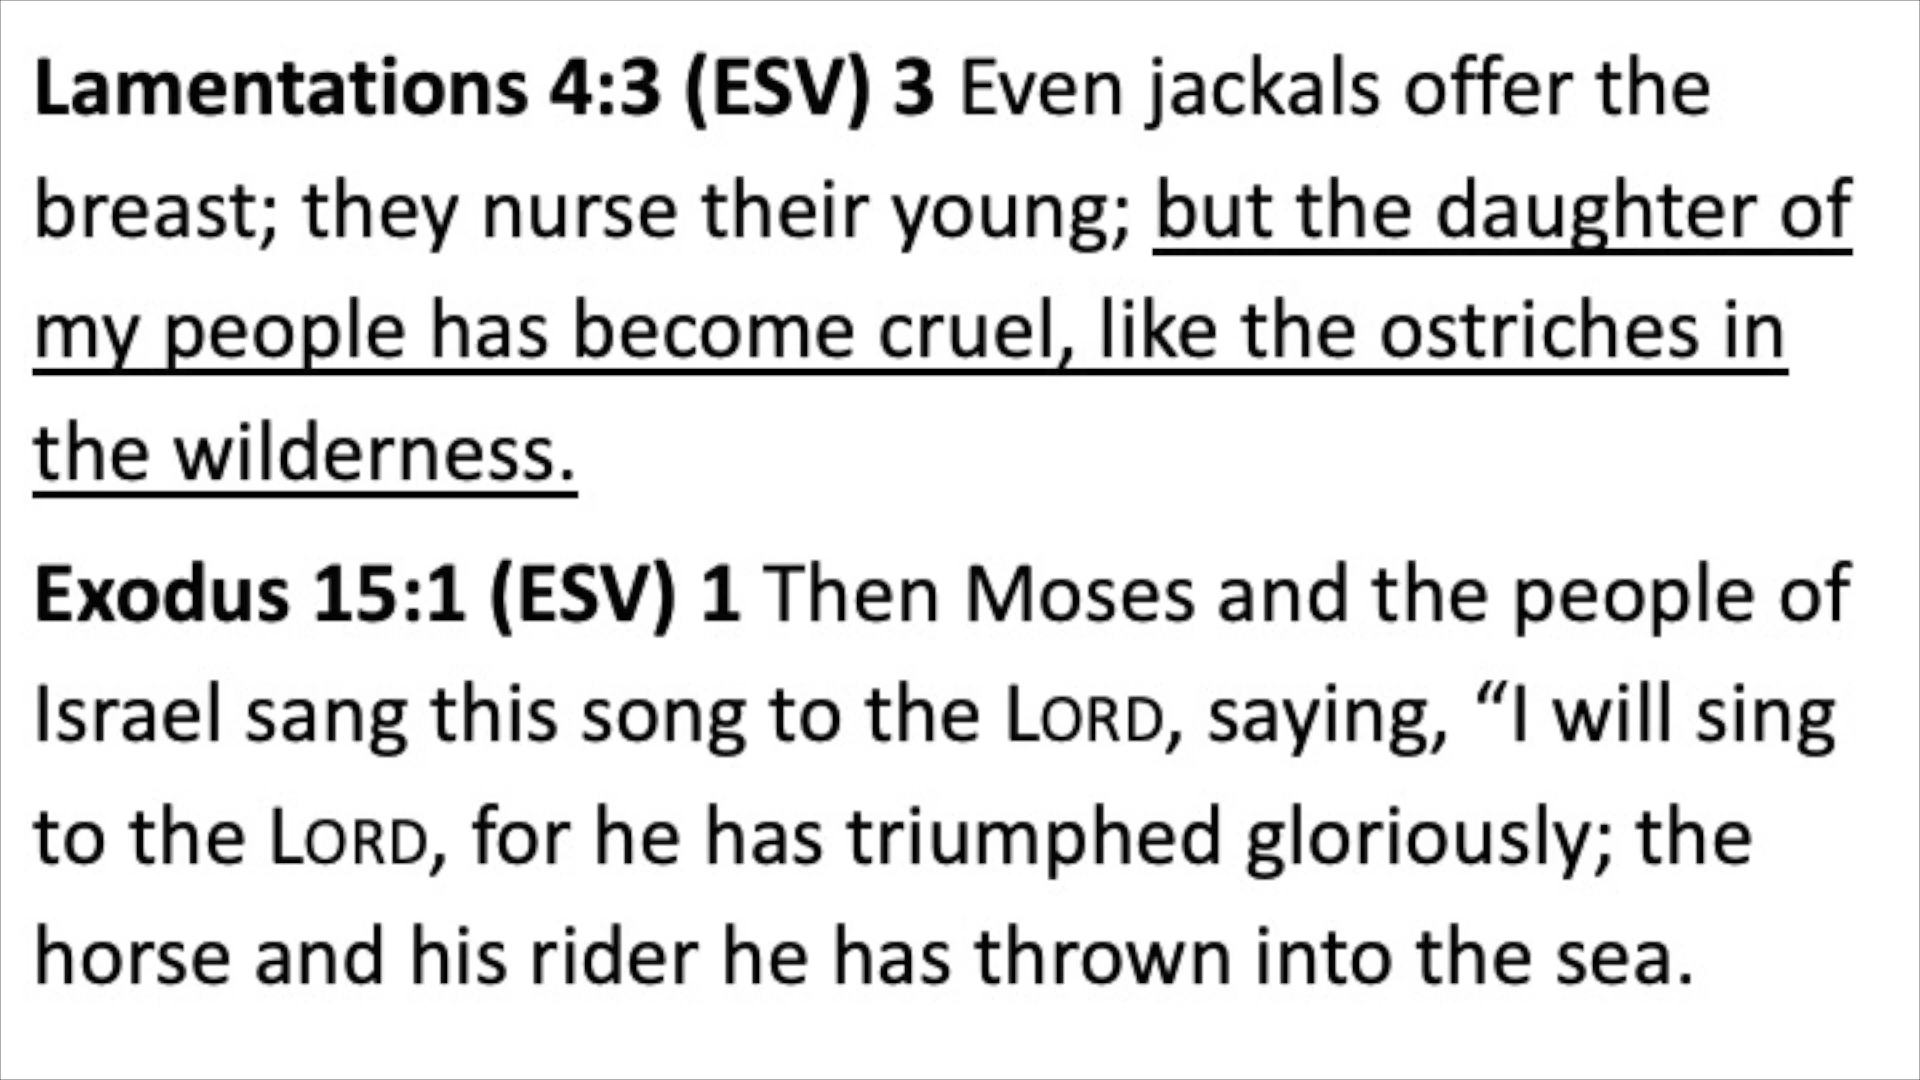 Lamentations 4:3 (ESV) 3 Even jackals offer the
breast; they nurse their young; but the daughter of
my people has become cruel, like the ostriches in
the wilderness.
Exodus 15:1 (ESV) 1 Then Moses and the people of
Israel sang this song to the LORD, saying, “I will sing
to the LORD, for he has triumphed gloriously; the
horse and his rider he has thrown into the sea.